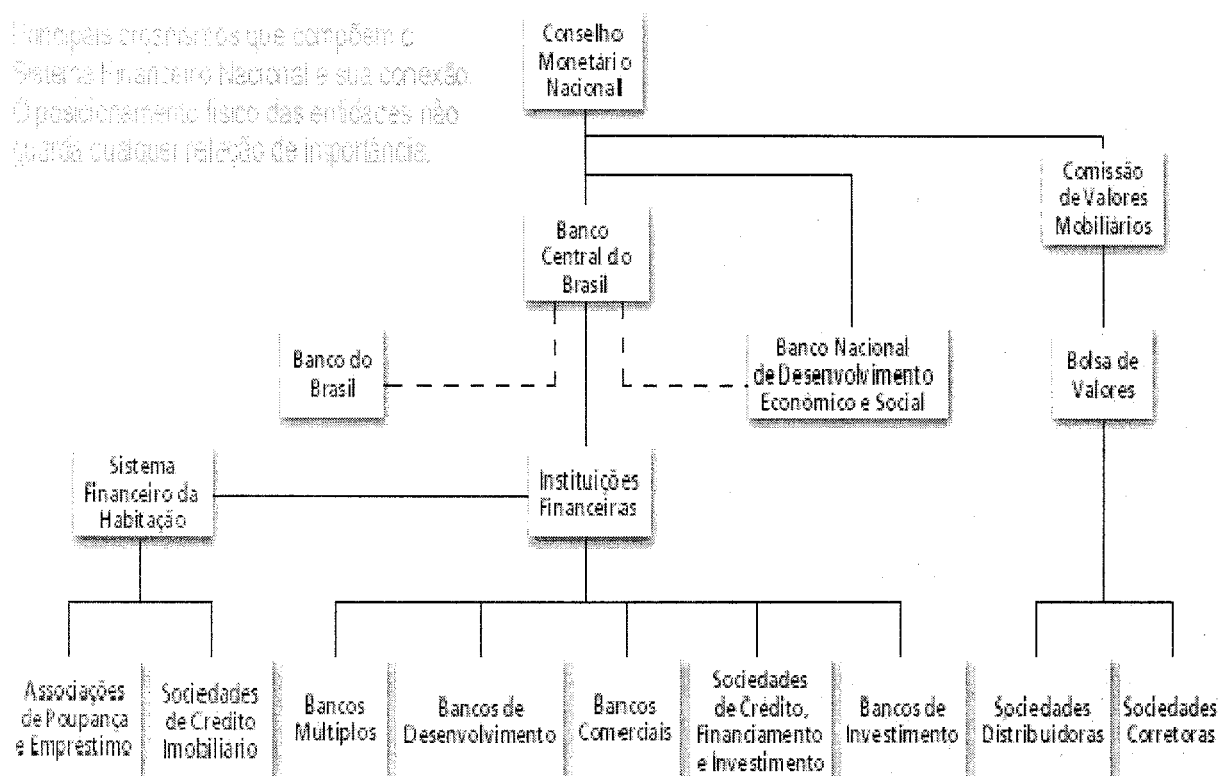 Principais organismos que compõem o
Sistema Financeiro Nacional e sua conexão.
O posicionamento físico das entidades não
guarda qualquer relação de importância.
Conselho
Monetário
Nacional
Comissão
de Valores
Mobiliários
Banco
Central do
Brasil
Banco do
Brasil
Banco Nacional
de Desenvolvimento
Econômico e Social
Bolsa de
Valores
Sistema
Financeiro da
Habitação
Instituições
Financeiras
Associações
de Poupança
e Empréstimo
Sociedades
de Crédito
Imobiliário
Bancos
Múltiplos
Bancos de
Desenvolvimento
Bancos
Comerciais
Sociedades
de Crédito,
Financiamento
e Investimento
Bancos de
Investimento
Sociedades
Distribuidoras
Sociedades
Corretoras